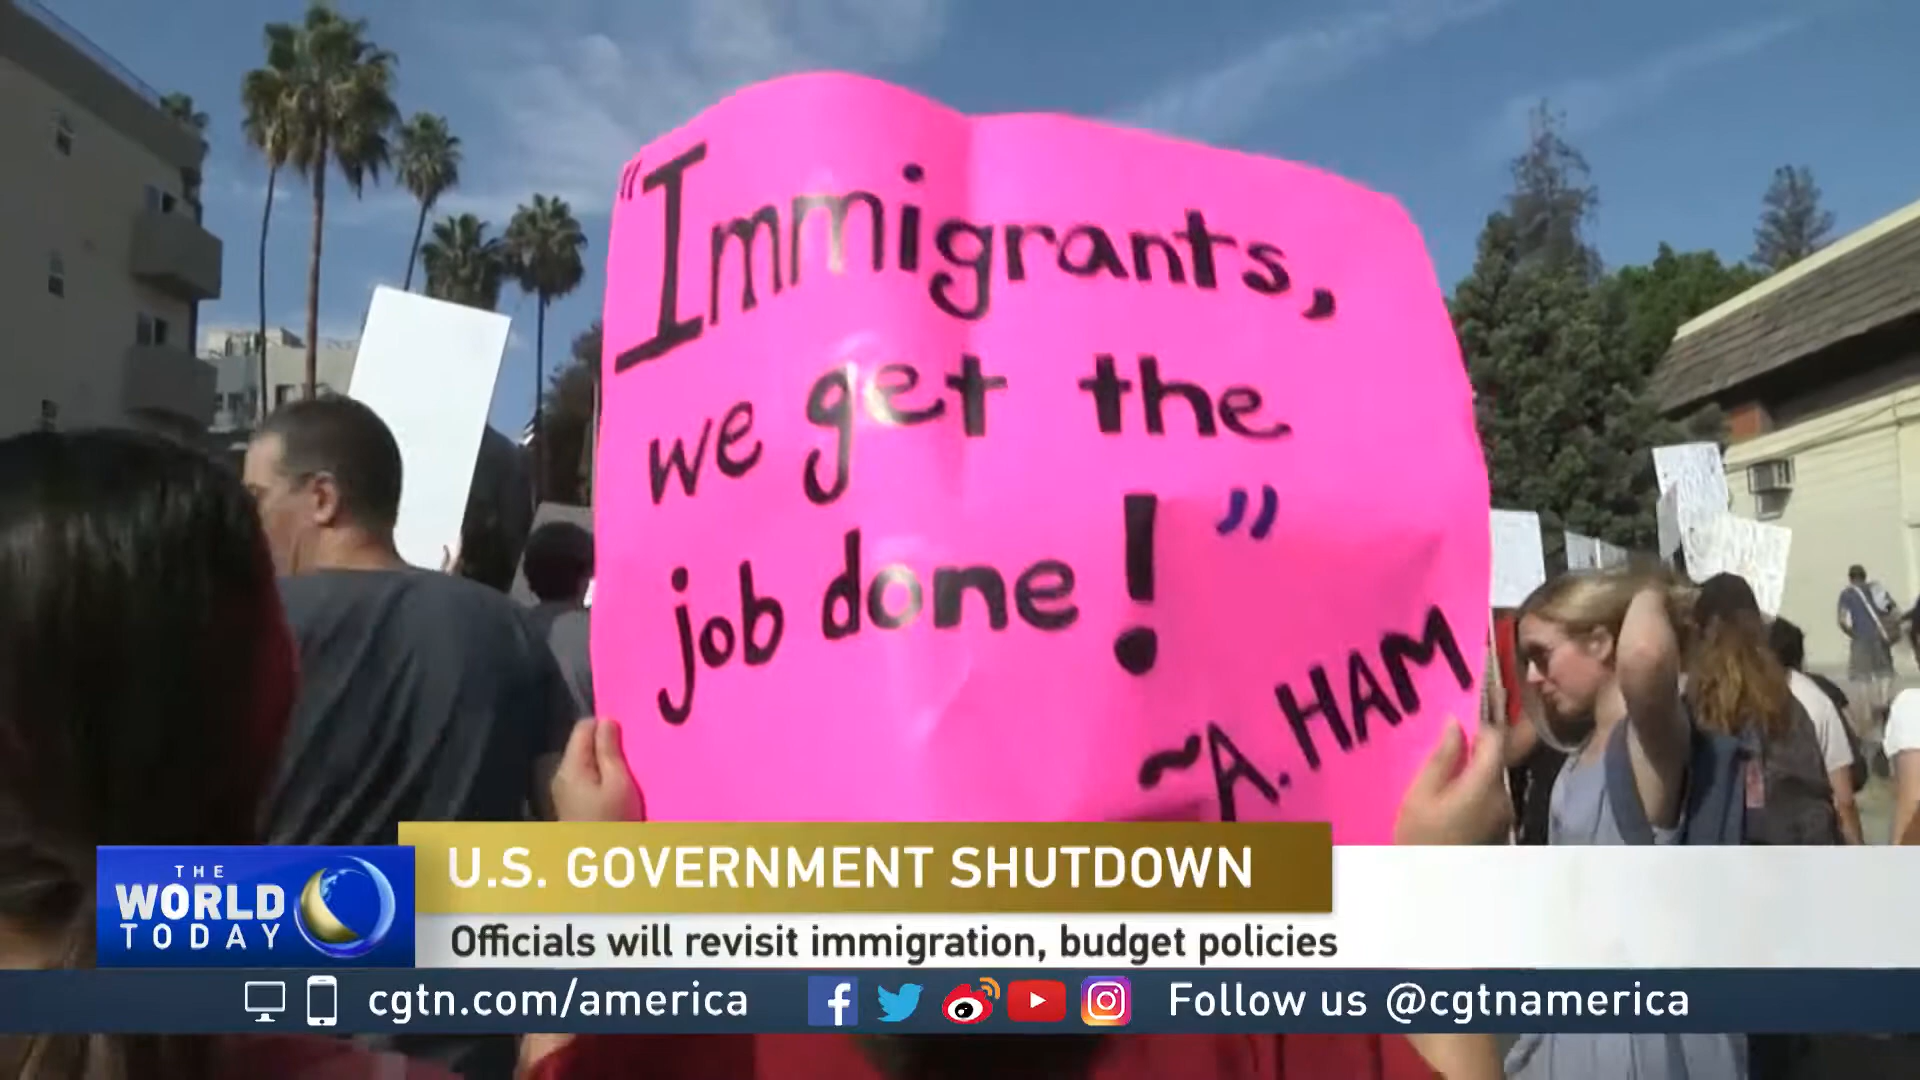 "Immigrants,
we get the
job done!"
~A. HAM
U.S. GOVERNMENT SHUTDOWN
THE
WORLD
TODAY
Officials will revisit immigration, budget policies
cgtn.com/america
Follow us @cgtnamerica